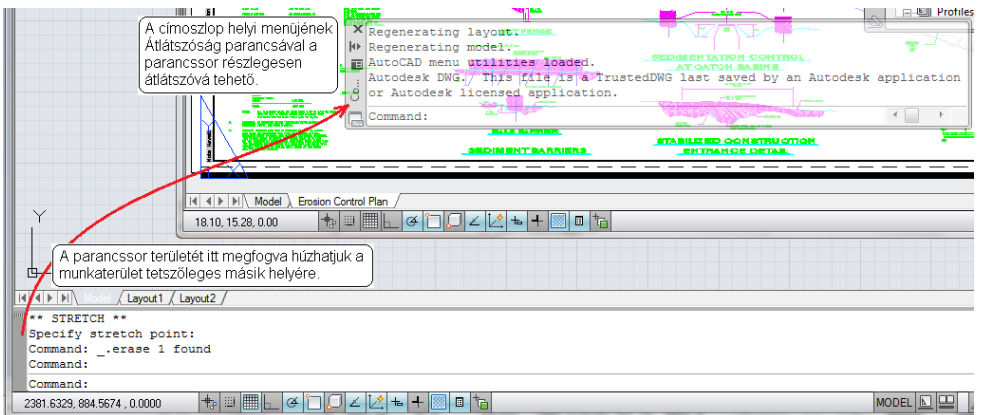 A címoszlop helyi menüjének
Átlátszóság parancsával a
parancssor részlegesen
átlátszóvá tehető.
Profiles
Regenerating layout.
Regenerating model.
AutoCAD menu utilities loaded.
Autodesk DWG. This file is a TrustedDWG last saved by an Autodesk application
or Autodesk licensed application.
Command:
Co...
SEDIMENTATION CONTROL
AT CATCH BASINS
BALE BARRIER
SEDIMENT BARRIERS
STABILIZED CONSTRUCTION
ENTRANCE DETAIL
Model
Erosion Control Plan
18.10, 15.28, 0.00
Y
A parancssor területét itt megfogva húzhatjuk a
munkaterület tetszőleges másik helyére.
Model
Layout1
Layout2
** STRETCH **
Specify stretch point:
Command: _.erase 1 found
Command:
Command:
2381.6329, 884.5674 , 0.0000
MODEL